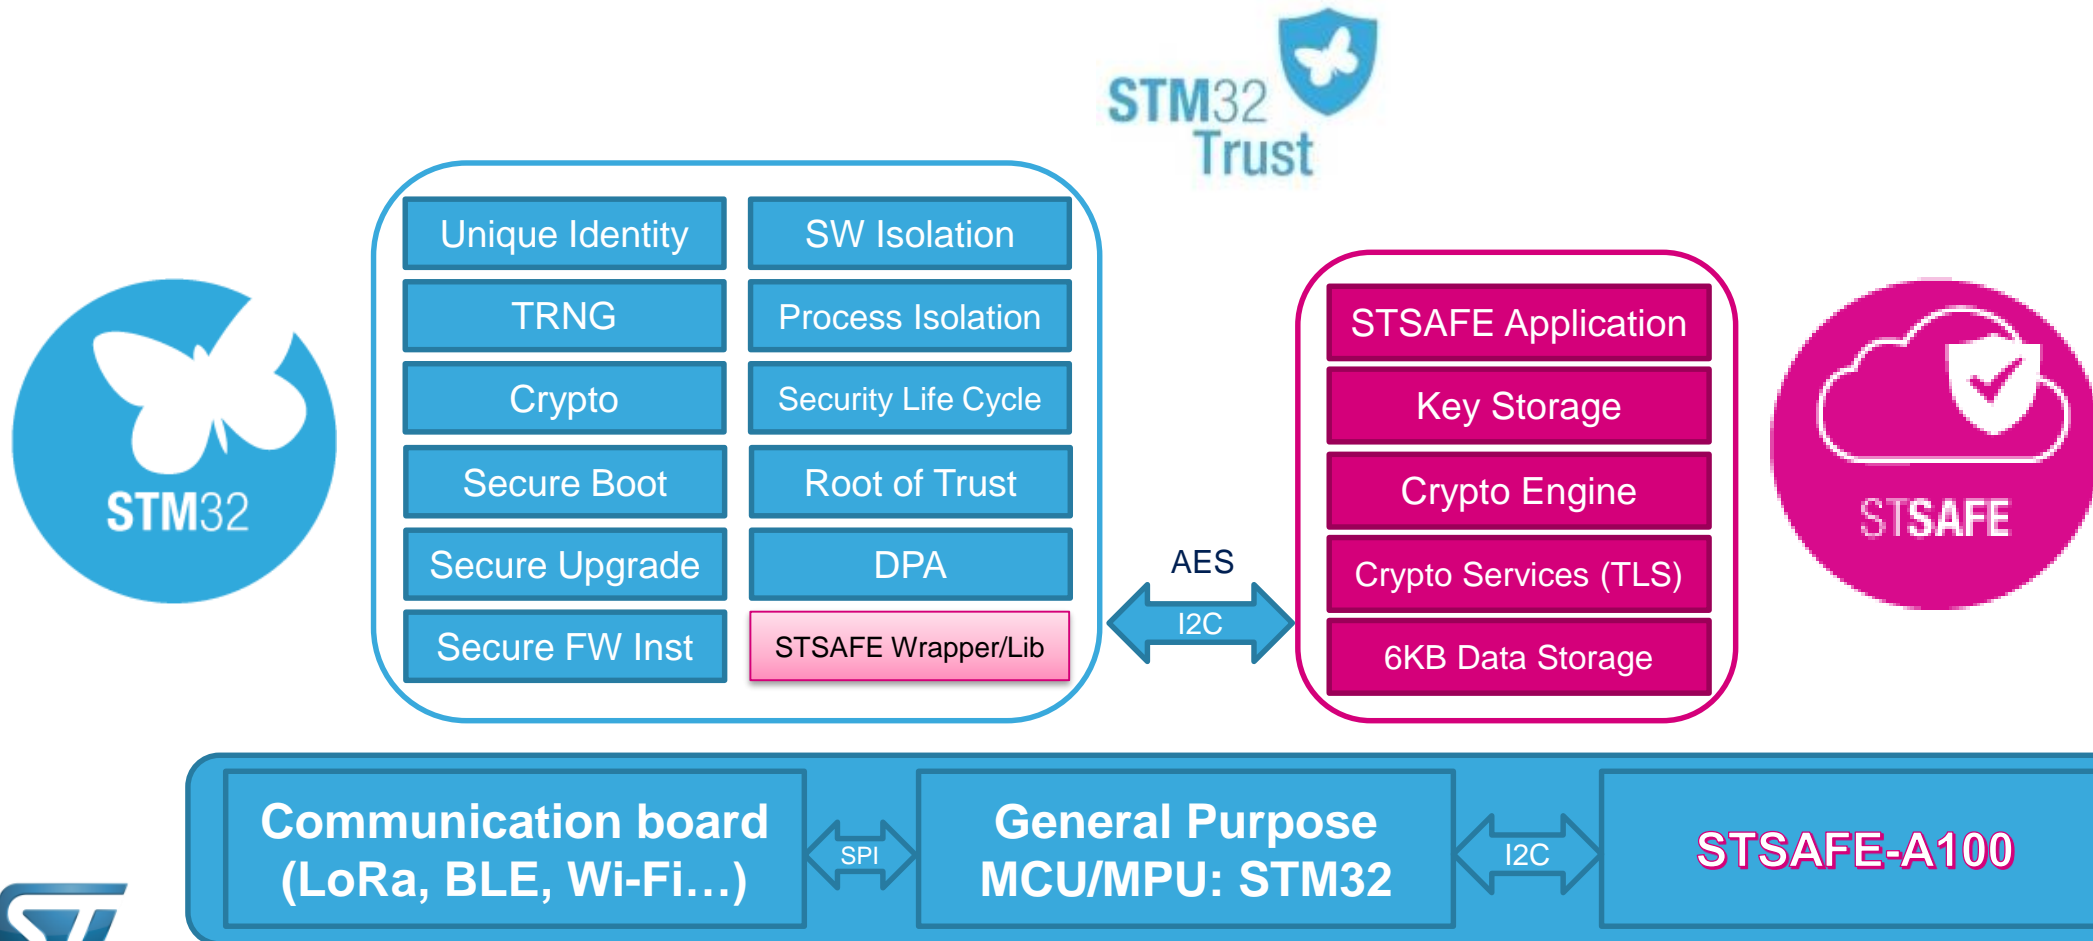 STM32
Trust
STM32
Unique Identity
SW Isolation
TRNG
Process Isolation
Crypto
Security Life Cycle
Secure Boot
Root of Trust
Secure Upgrade
DPA
Secure FW Inst
STSAFE Wrapper/Lib
AES
I2C
STSAFE Application
Key Storage
Crypto Engine
Crypto Services (TLS)
6KB Data Storage
STSAFE
Communication board
(LoRa, BLE, Wi-Fi…)
SPI
General Purpose
MCU/MPU: STM32
I2C
STSAFE-A100
ST